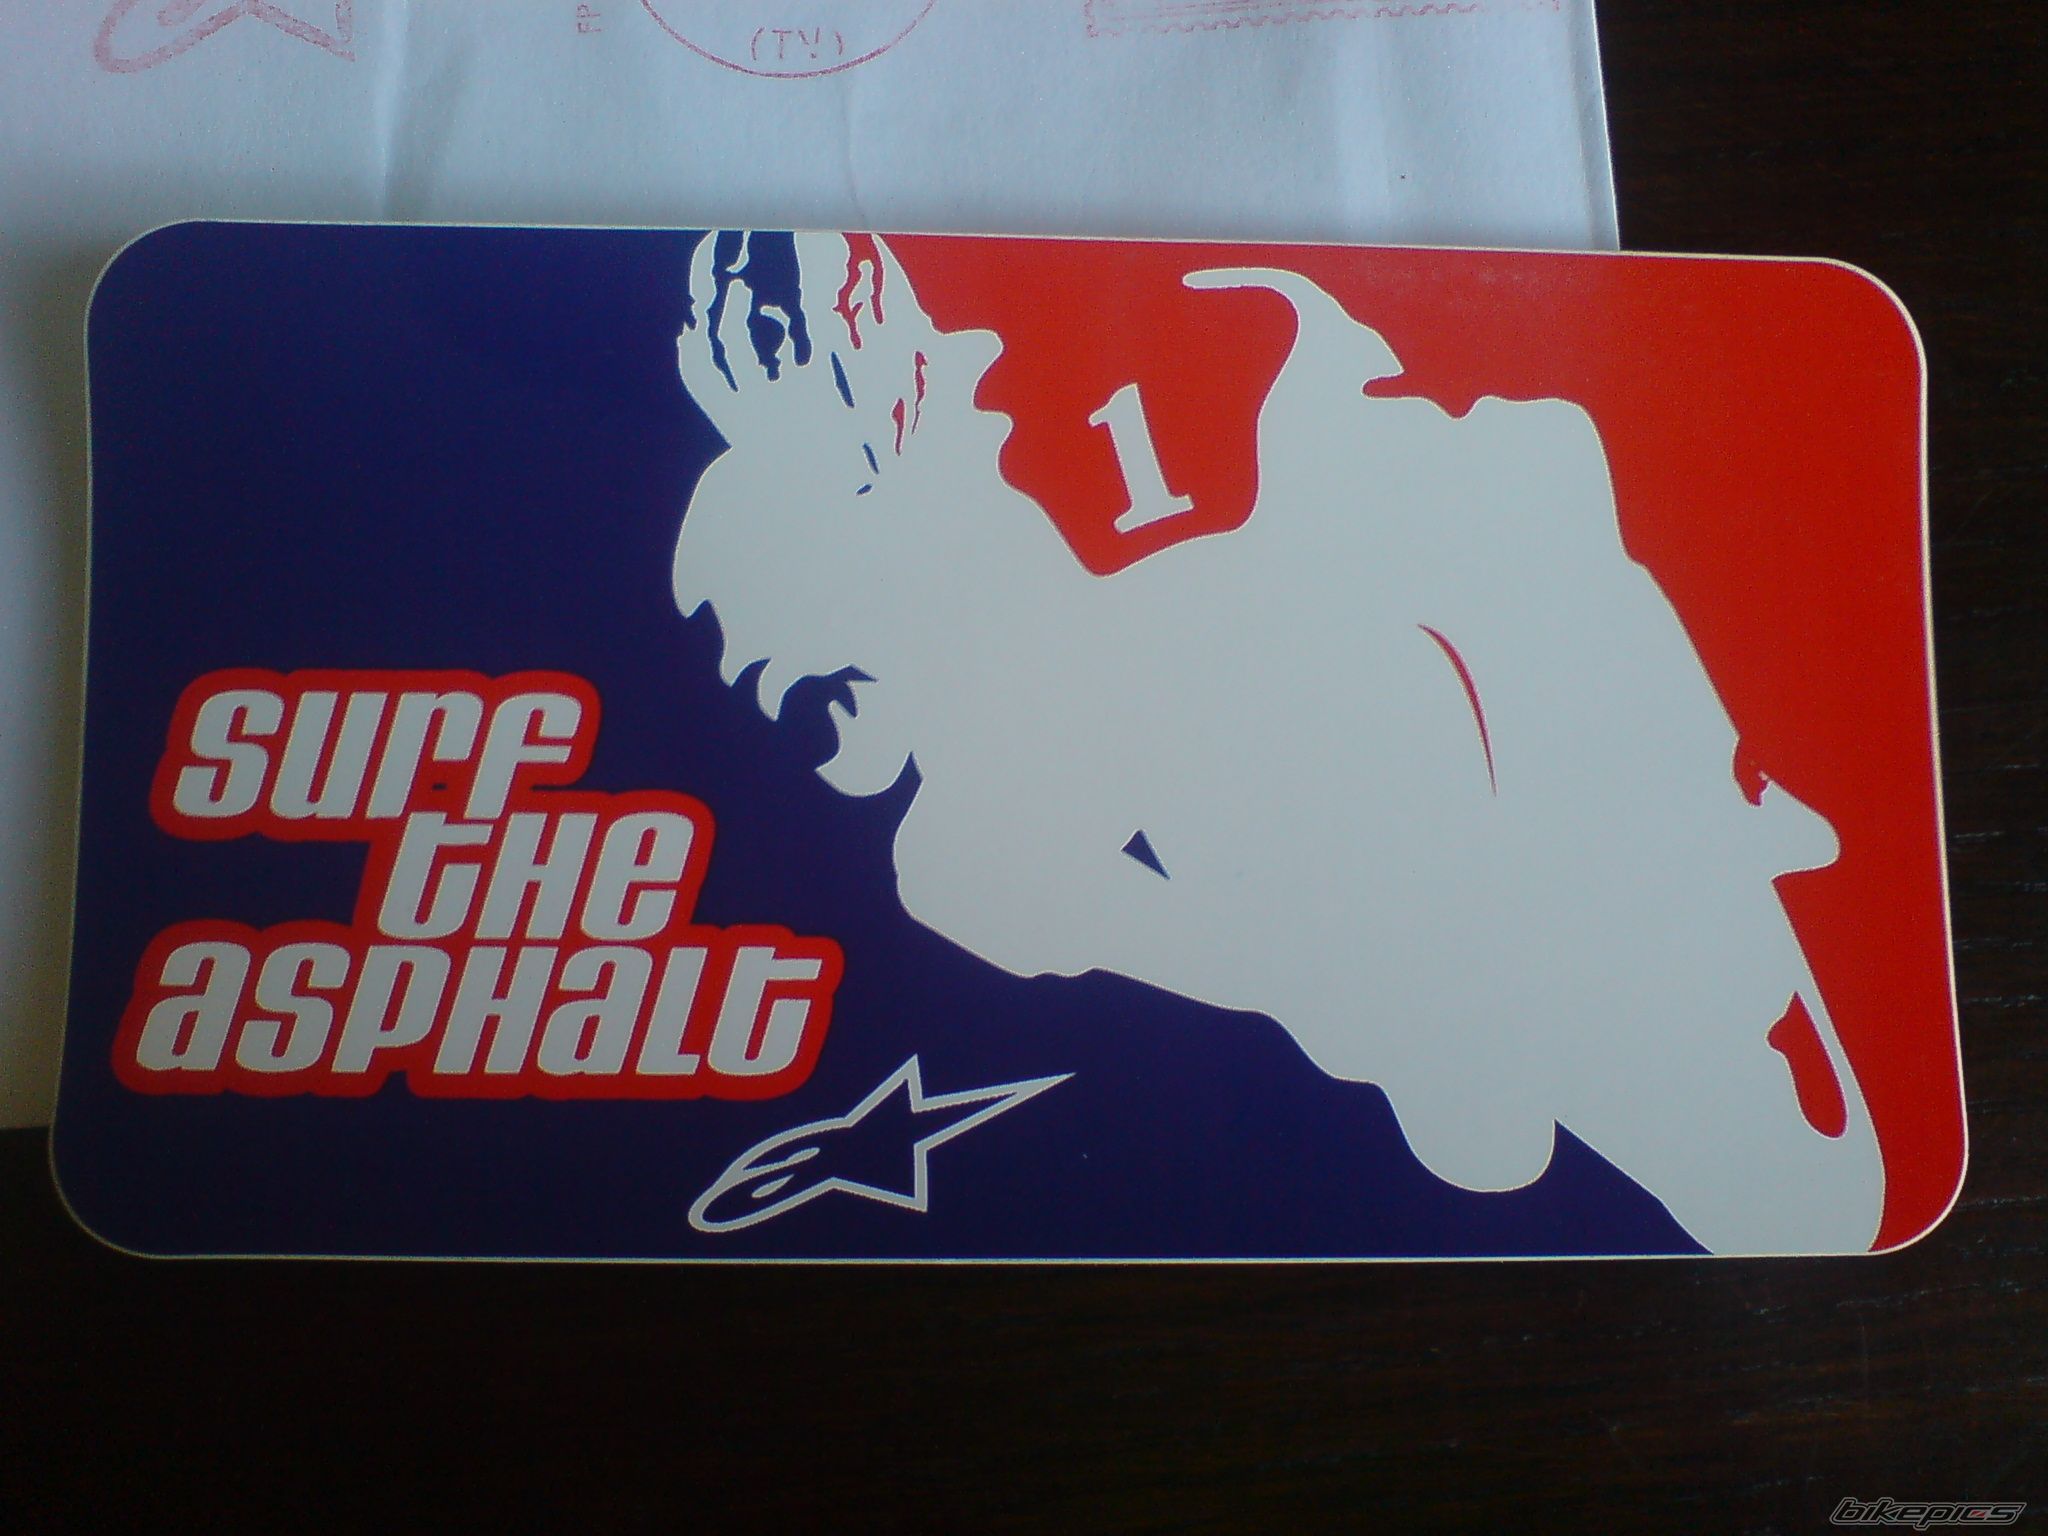 (TV)
1
surf
the
asphalt
bikepics